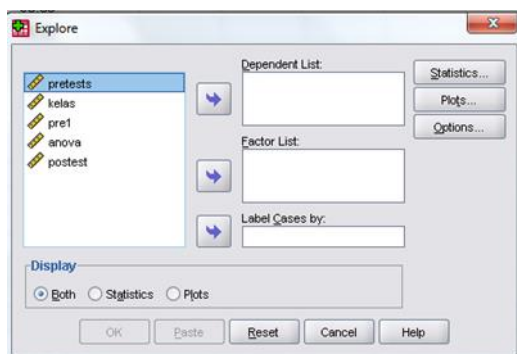 Explore
pretests
kelas
pre1
anova
postest
Dependent List:
Factor List:
Label Cases by:
Statistics...
Plots...
Options...
Display
Both Statistics Plots
OK Paste Reset Cancel Help